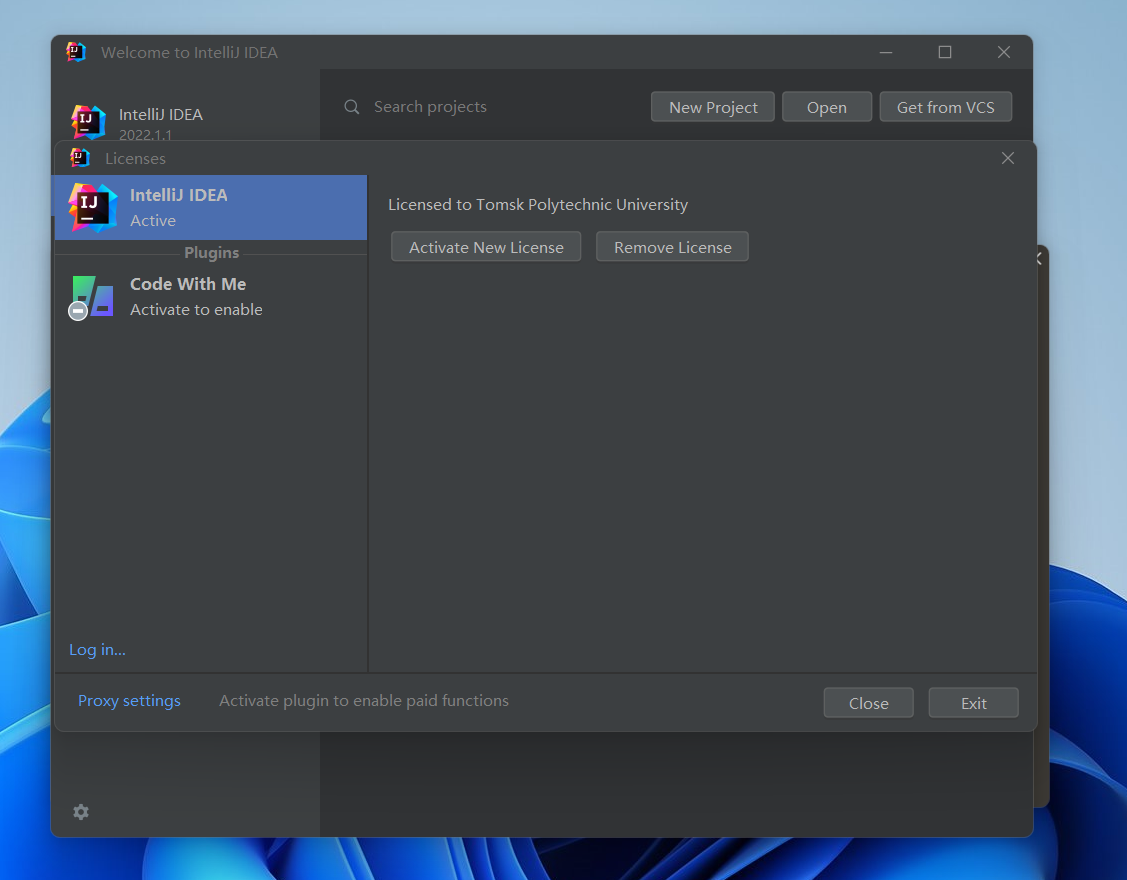 Welcome to IntelliJ IDEA
IntelliJ IDEA
2022.1.1
Search projects
New Project
Open
Get from VCS
Licenses
IntelliJ IDEA
Active
Plugins
Code With Me
Activate to enable
Licensed to Tomsk Polytechnic University
Activate New License
Remove License
Log in...
Proxy settings
Activate plugin to enable paid functions
Close
Exit